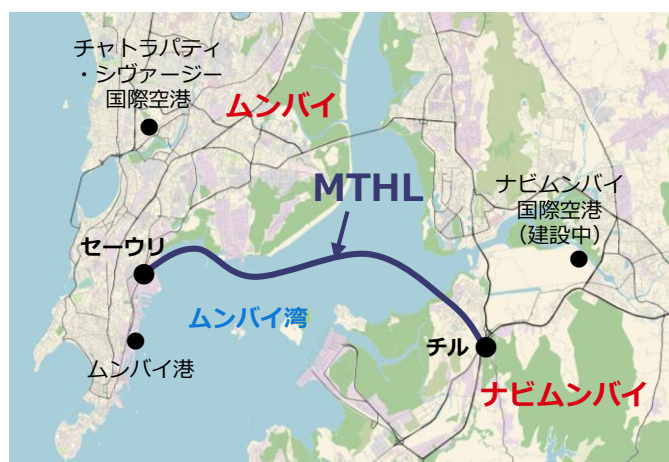 チャトラパティ
・シヴァージー
国際空港
ムンバイ
MTHL
ナビムンバイ
国際空港
（建設中）
セーウリ
ムンバイ湾
チル
ムンバイ港
ナビムンバイ